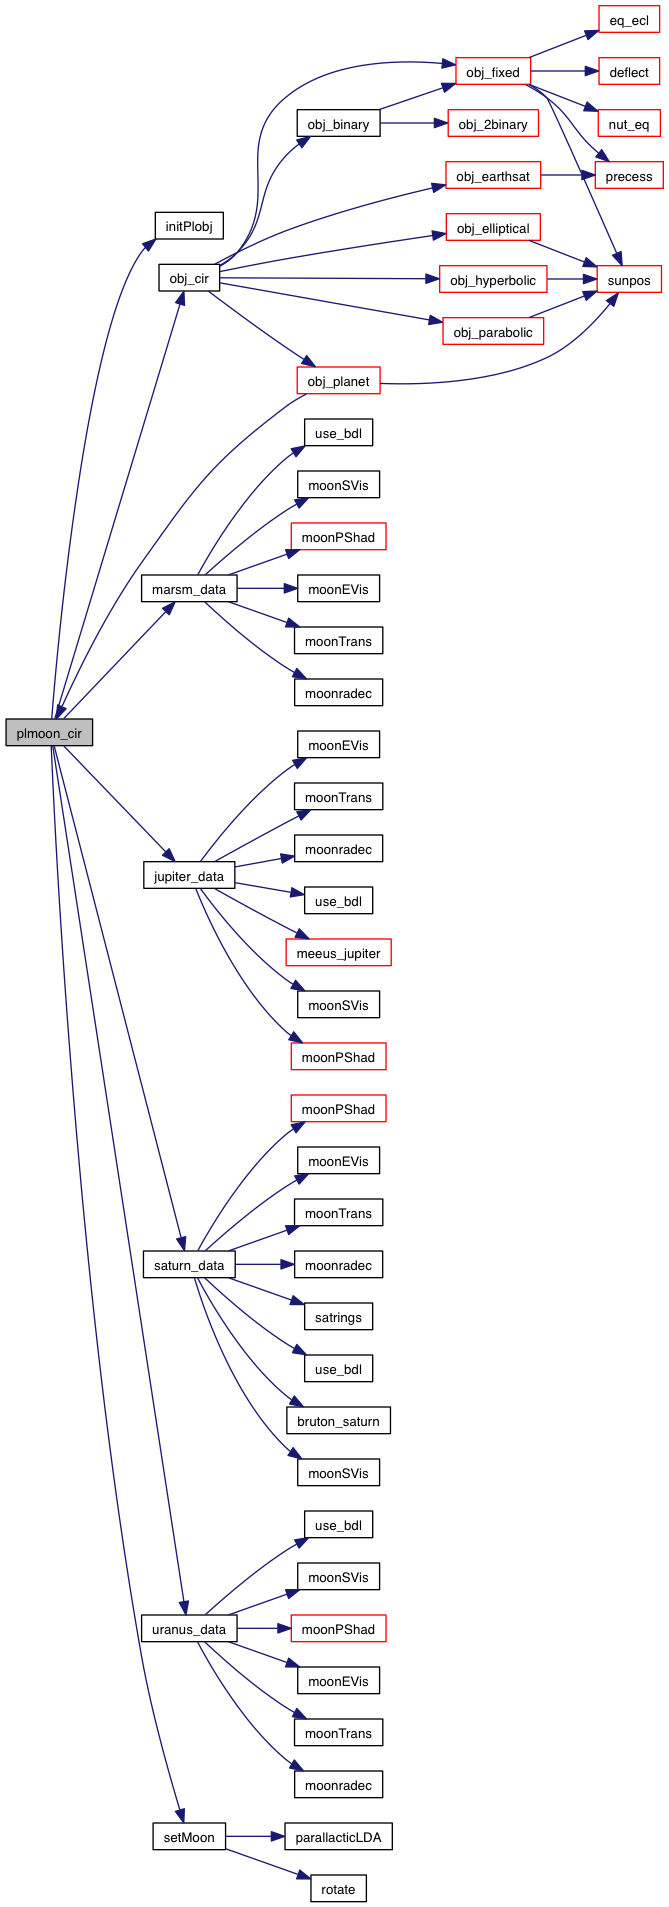 eq_ecl
obj_fixed
deflect
obj_binary
obj_2binary
nut_eq
obj_earthsat
precess
initPlobj
obj_elliptical
obj_cir
obj_hyperbolic
sunpos
obj_parabolic
obj_planet
use_bdl
moonSVis
moonPShad
marsm_data
moonEVis
moonTrans
moonradec
plmoon_cir
moonEVis
moonTrans
moonradec
jupiter_data
use_bdl
meeus_jupiter
moonSVis
moonPShad
moonPShad
moonEVis
moonTrans
saturn_data
moonradec
satrings
use_bdl
bruton_saturn
moonSVis
use_bdl
moonSVis
uranus_data
moonPShad
moonEVis
moonTrans
moonradec
setMoon
parallacticLDA
rotate